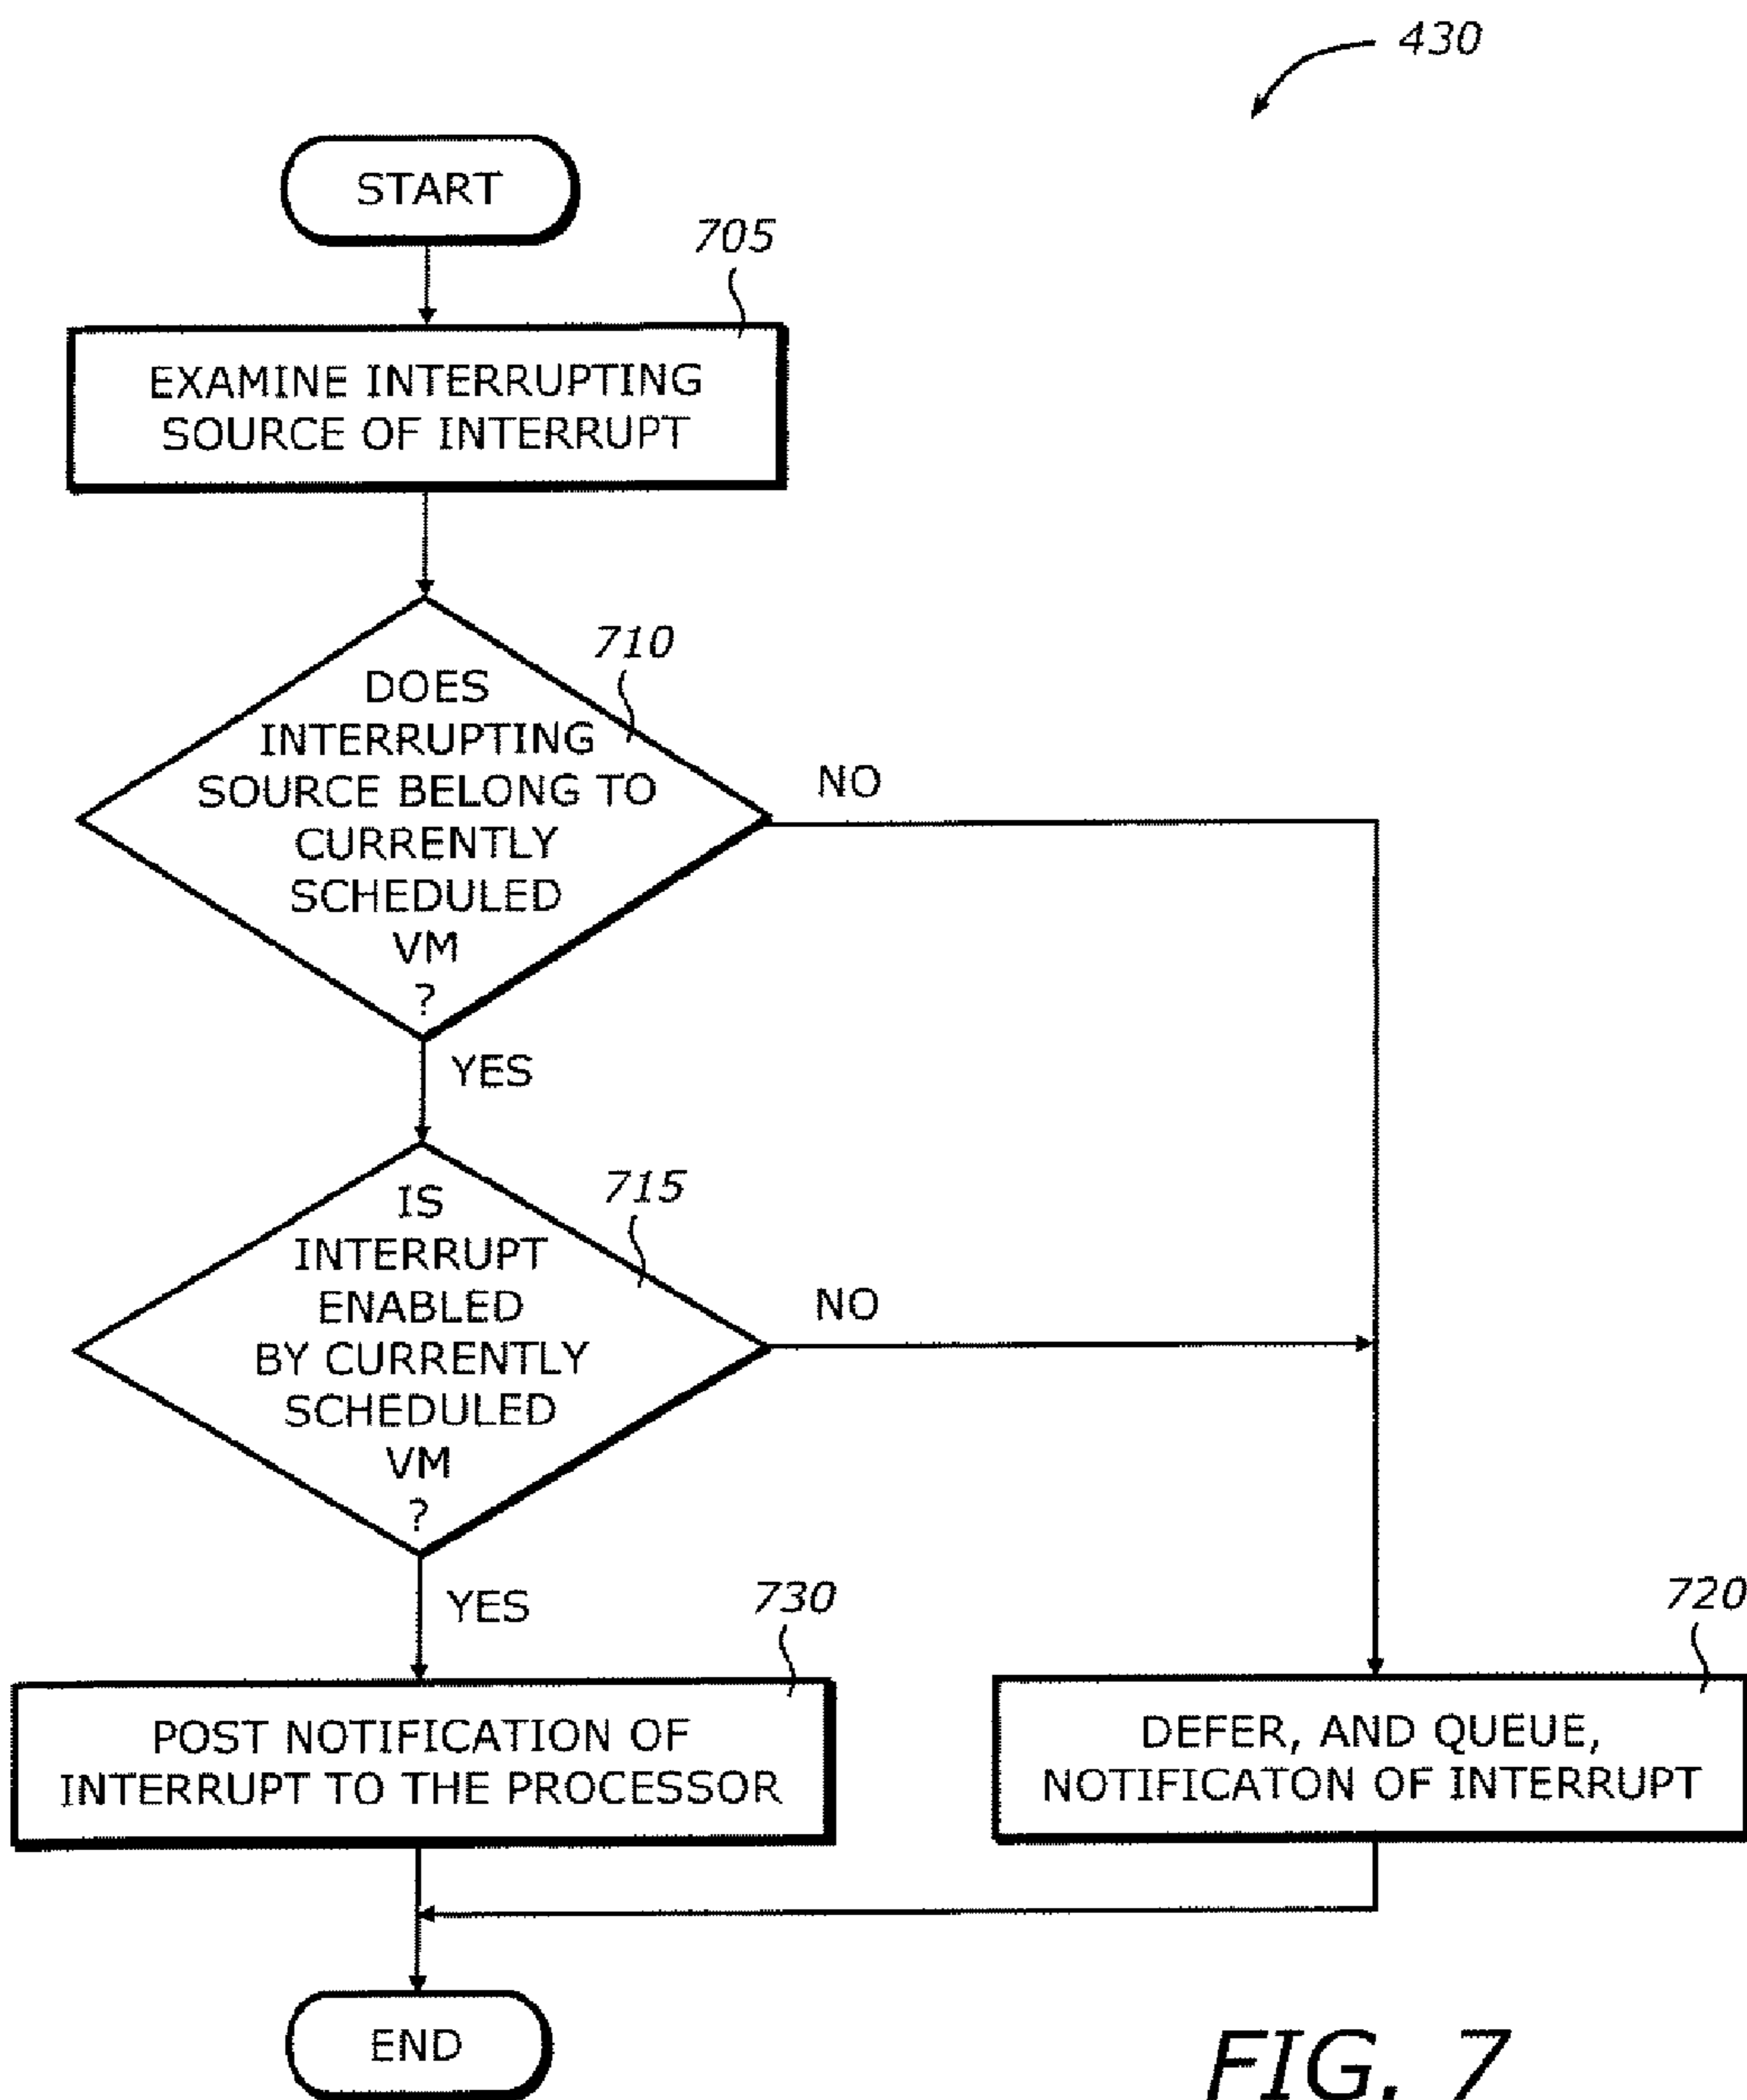 430
START
705
EXAMINE INTERRUPTING
SOURCE OF INTERRUPT
710
DOES
INTERRUPTING
SOURCE BELONG TO
CURRENTLY
SCHEDULED
VM
?
NO
YES
715
IS
INTERRUPT
ENABLED
BY CURRENTLY
SCHEDULED
VM
?
NO
YES
730
POST NOTIFICATION OF
INTERRUPT TO THE PROCESSOR
720
DEFER, AND QUEUE,
NOTIFICATON OF INTERRUPT
END
FIG. 7